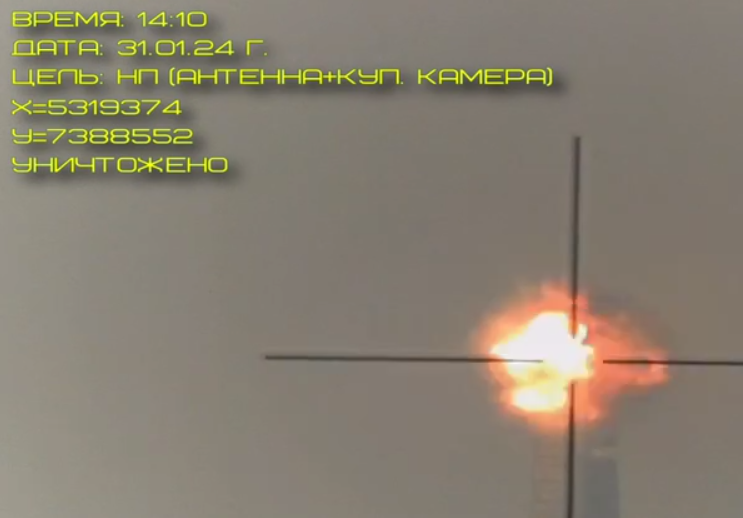 ВРЕМЯ: 14:10
ДАТА: 31.01.24 Г.
ЦЕЛЬ: НП (АНТЕННА+КУП. КАМЕРА)
X=5319374
У=7388552
УНИЧТОЖЕНО